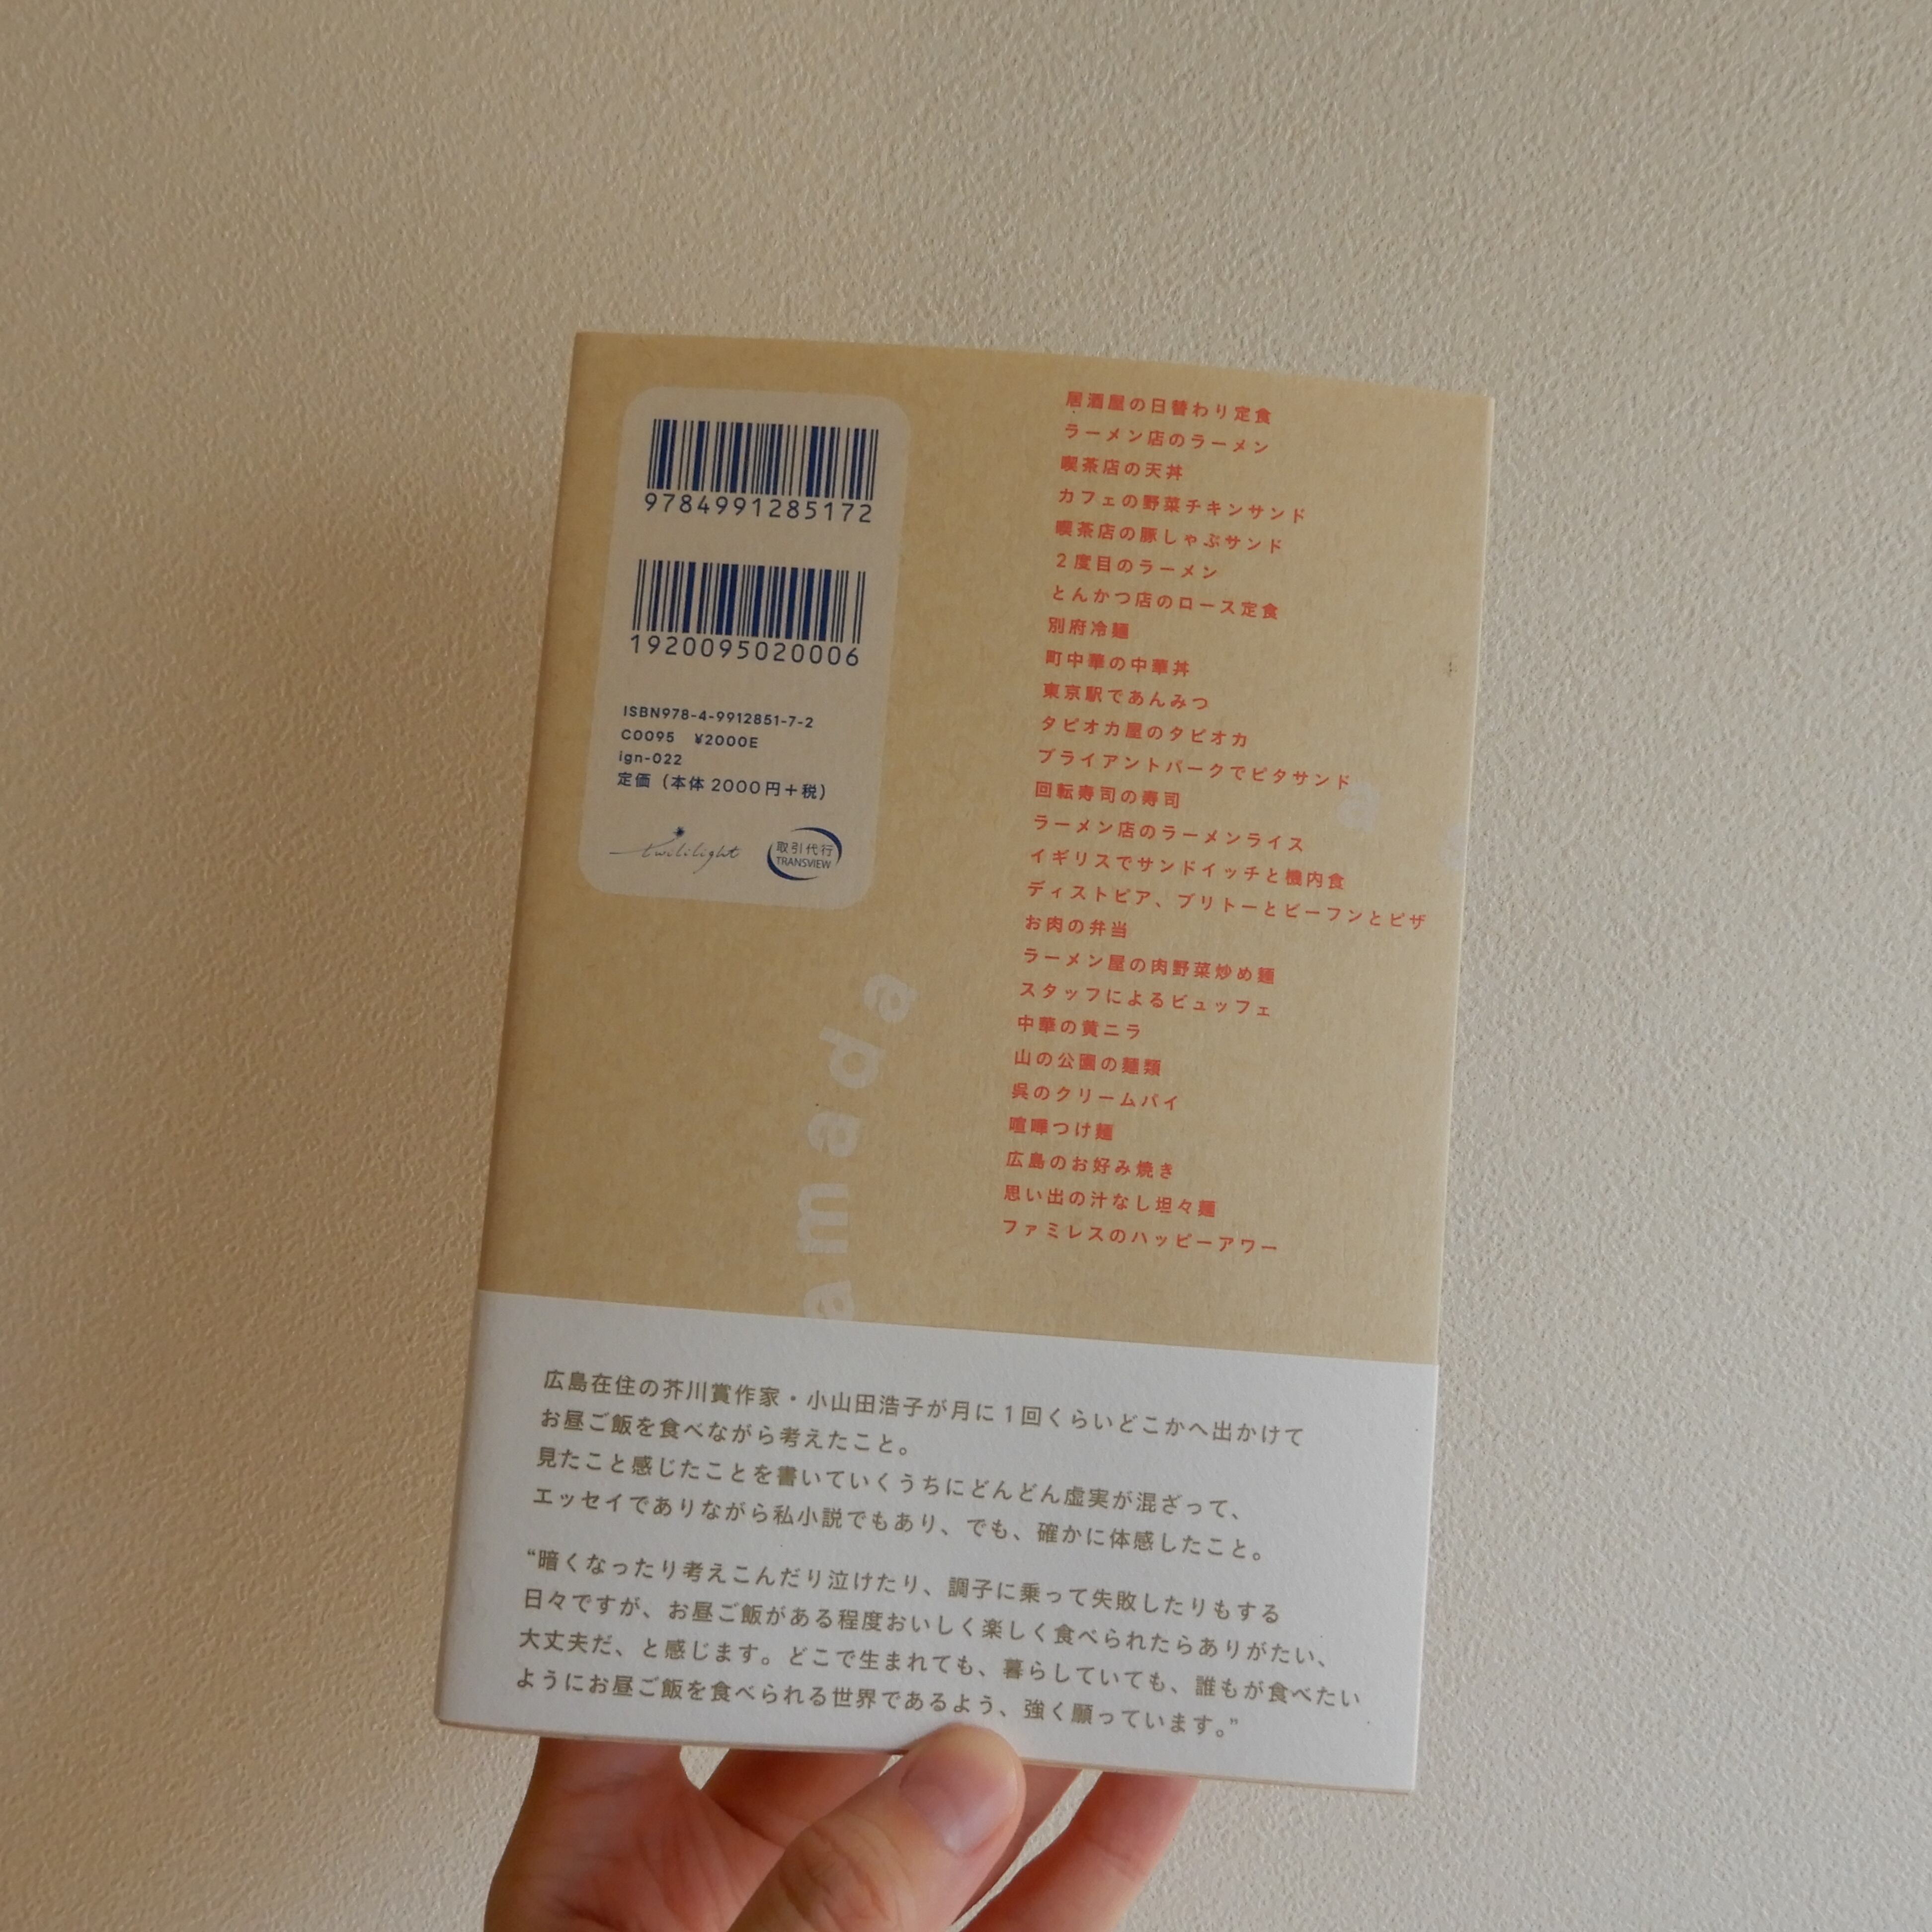 9784991285172
1920095020006
ISBN978-4-9912851-7-2
C0095 ¥2000E
ign-022
定価（本体 2000円＋税）
twililight
取引代行
TRANSVIEW
居酒屋の日替わり定食
ラーメン店のラーメン
喫茶店の天丼
カフェの野菜チキンサンド
喫茶店の豚しゃぶサンド
2度目のラーメン
とんかつ店のロース定食
別府冷麺
町中華の中華丼
東京駅であんみつ
タピオカ屋のタピオカ
ブライアントパークでピタサンド
回転寿司の寿司
ラーメン店のラーメンライス
イギリスでサンドイッチと機内食
ディストピア、ブリトーとビーフンとピザ
お肉の弁当
ラーメン屋の肉野菜炒め麺
スタッフによるビュッフェ
中華の黄ニラ
山の公園の麺類
呉のクリームパイ
喧嘩つけ麺
広島のお好み焼き
思い出の汁なし坦々麺
ファミレスのハッピーアワー
a
amada
広島在住の芥川賞作家・小山田浩子が月に1回くらいどこかへ出かけて
お昼ご飯を食べながら考えたこと。
見たこと感じたことを書いていくうちにどんどん虚実が混ざって、
エッセイでありながら私小説でもあり、でも、確かに体感したこと。
“暗くなったり考えこんだり泣けたり、調子に乗って失敗したりもする
日々ですが、お昼ご飯がある程度おいしく楽しく食べられたらありがたい、
大丈夫だ、と感じます。どこで生まれても、暮らしていても、誰もが食べたい
ようにお昼ご飯を食べられる世界であるよう、強く願っています。”